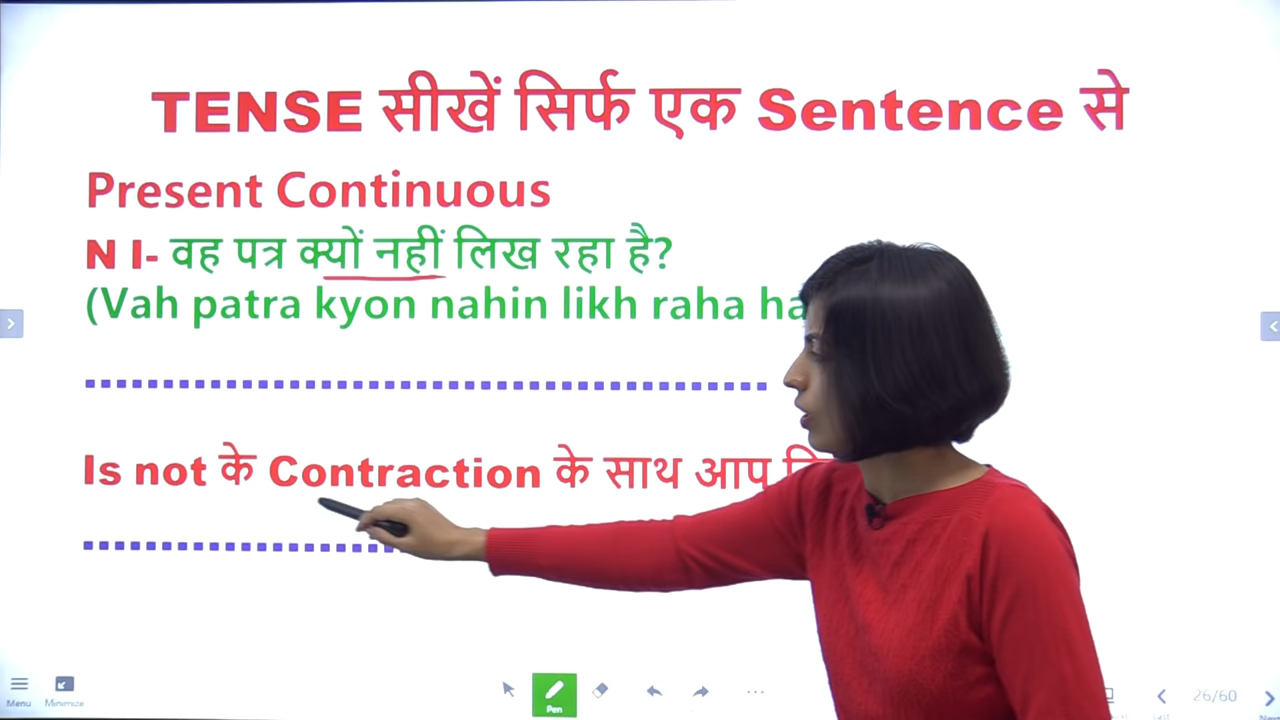 TENSE सीखें सिर्फ एक Sentence से
Present Continuous
N I- वह पत्र क्यों नहीं लिख रहा है?
(Vah patra kyon nahin likh raha ha
Is not के Contraction के साथ आप
Menu
Minimize
Pen
26/60